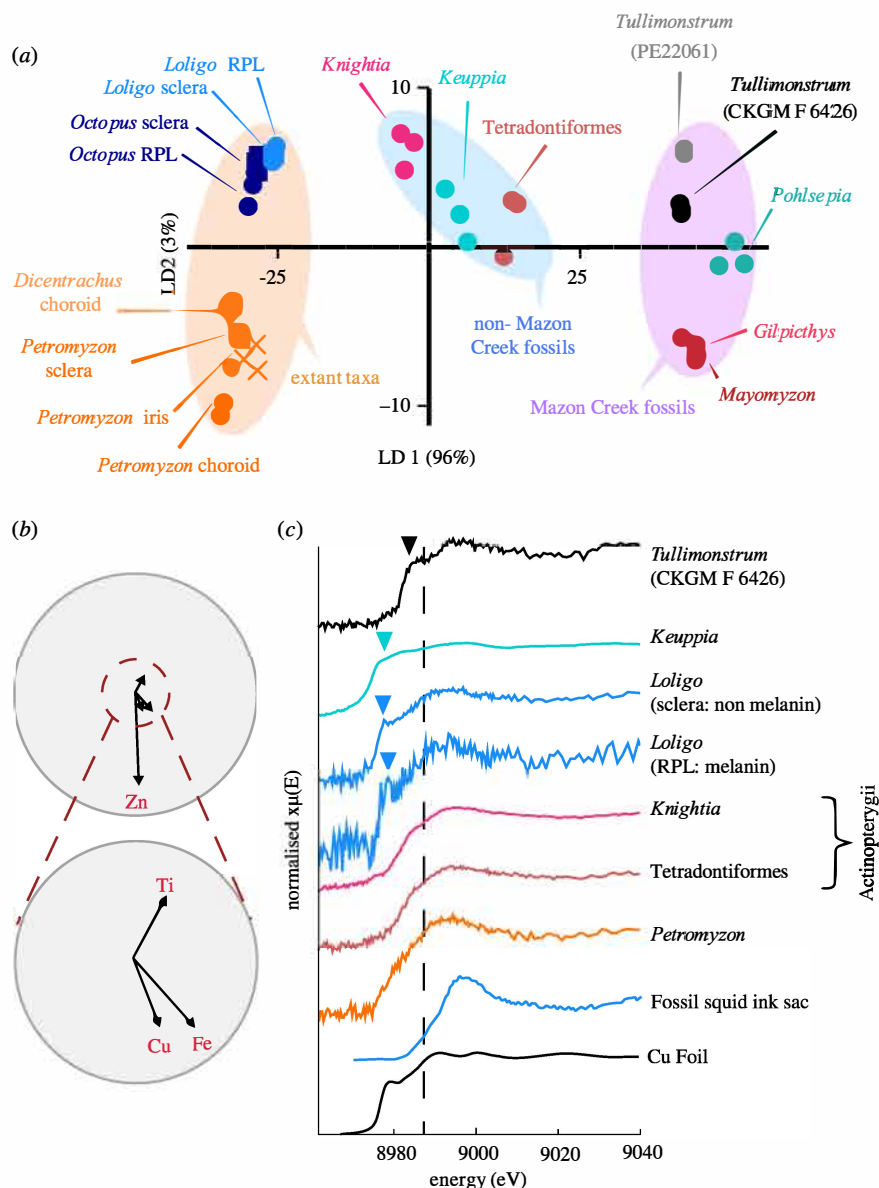 (a)
Loligo RPL
Loligo sclera
Octopus sclera
Octopus RPL
Knightia
Keuppia
Tetradontiformes
Tullimonstrum
(PE22061)
Tullimonstrum
(CKGM F 6426)
Pohlsepia
10
LD2 (3%)
-25
25
Dicentrachus
choroid
Petromyzon
sclera
Petromyzon iris
Petromyzon choroid
extant taxa
non- Mazon
Creek fossils
Mazon Creek fossils
Gilpicthys
Mayomyzon
−10
LD 1 (96%)
(b)
Zn
Ti
Cu
Fe
(c)
normalised xμ(E)
Tullimonstrum
(CKGM F 6426)
Keuppia
Loligo
(sclera: non melanin)
Loligo
(RPL: melanin)
Knightia
Tetradontiformes
Actinopterygii
Petromyzon
Fossil squid ink sac
Cu Foil
8980 9000 9020 9040
energy (eV)